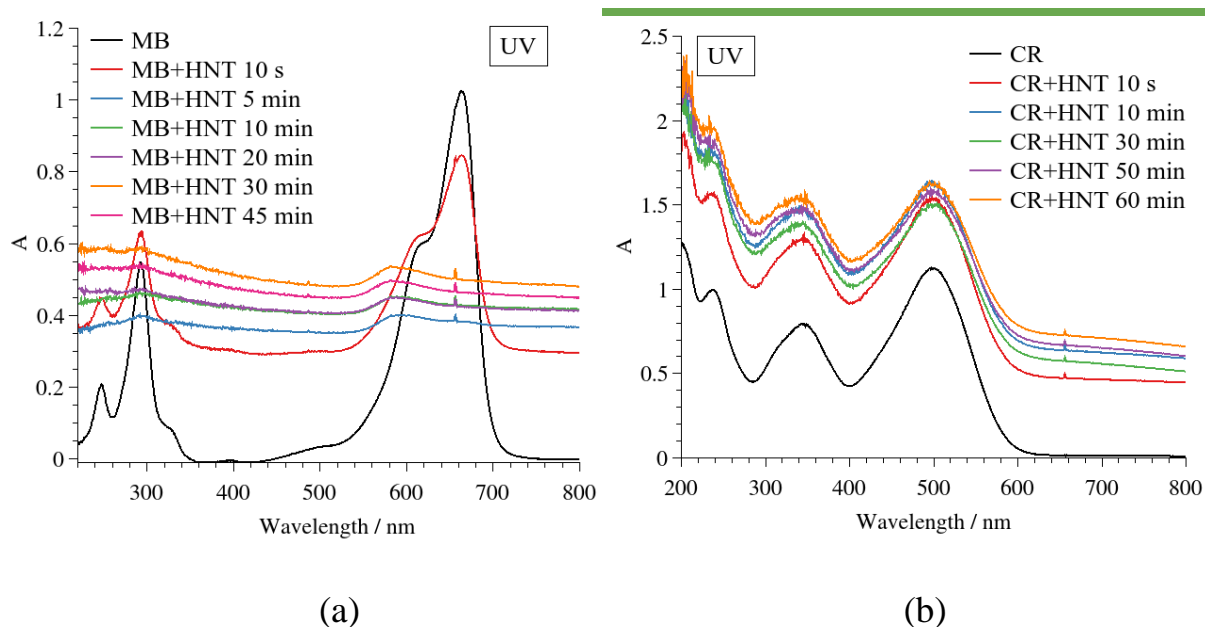 1.2
1
0.8
0.6
0.4
0.2
0
A
MB
MB+HNT 10 s
MB+HNT 5 min
MB+HNT 10 min
MB+HNT 20 min
MB+HNT 30 min
MB+HNT 45 min
UV
300 400 500 600 700 800
Wavelength / nm
(a)
2.5
2
1.5
1
0.5
0
A
UV
CR
CR+HNT 10 s
CR+HNT 10 min
CR+HNT 30 min
CR+HNT 50 min
CR+HNT 60 min
200 300 400 500 600 700 800
Wavelength / nm
(b)